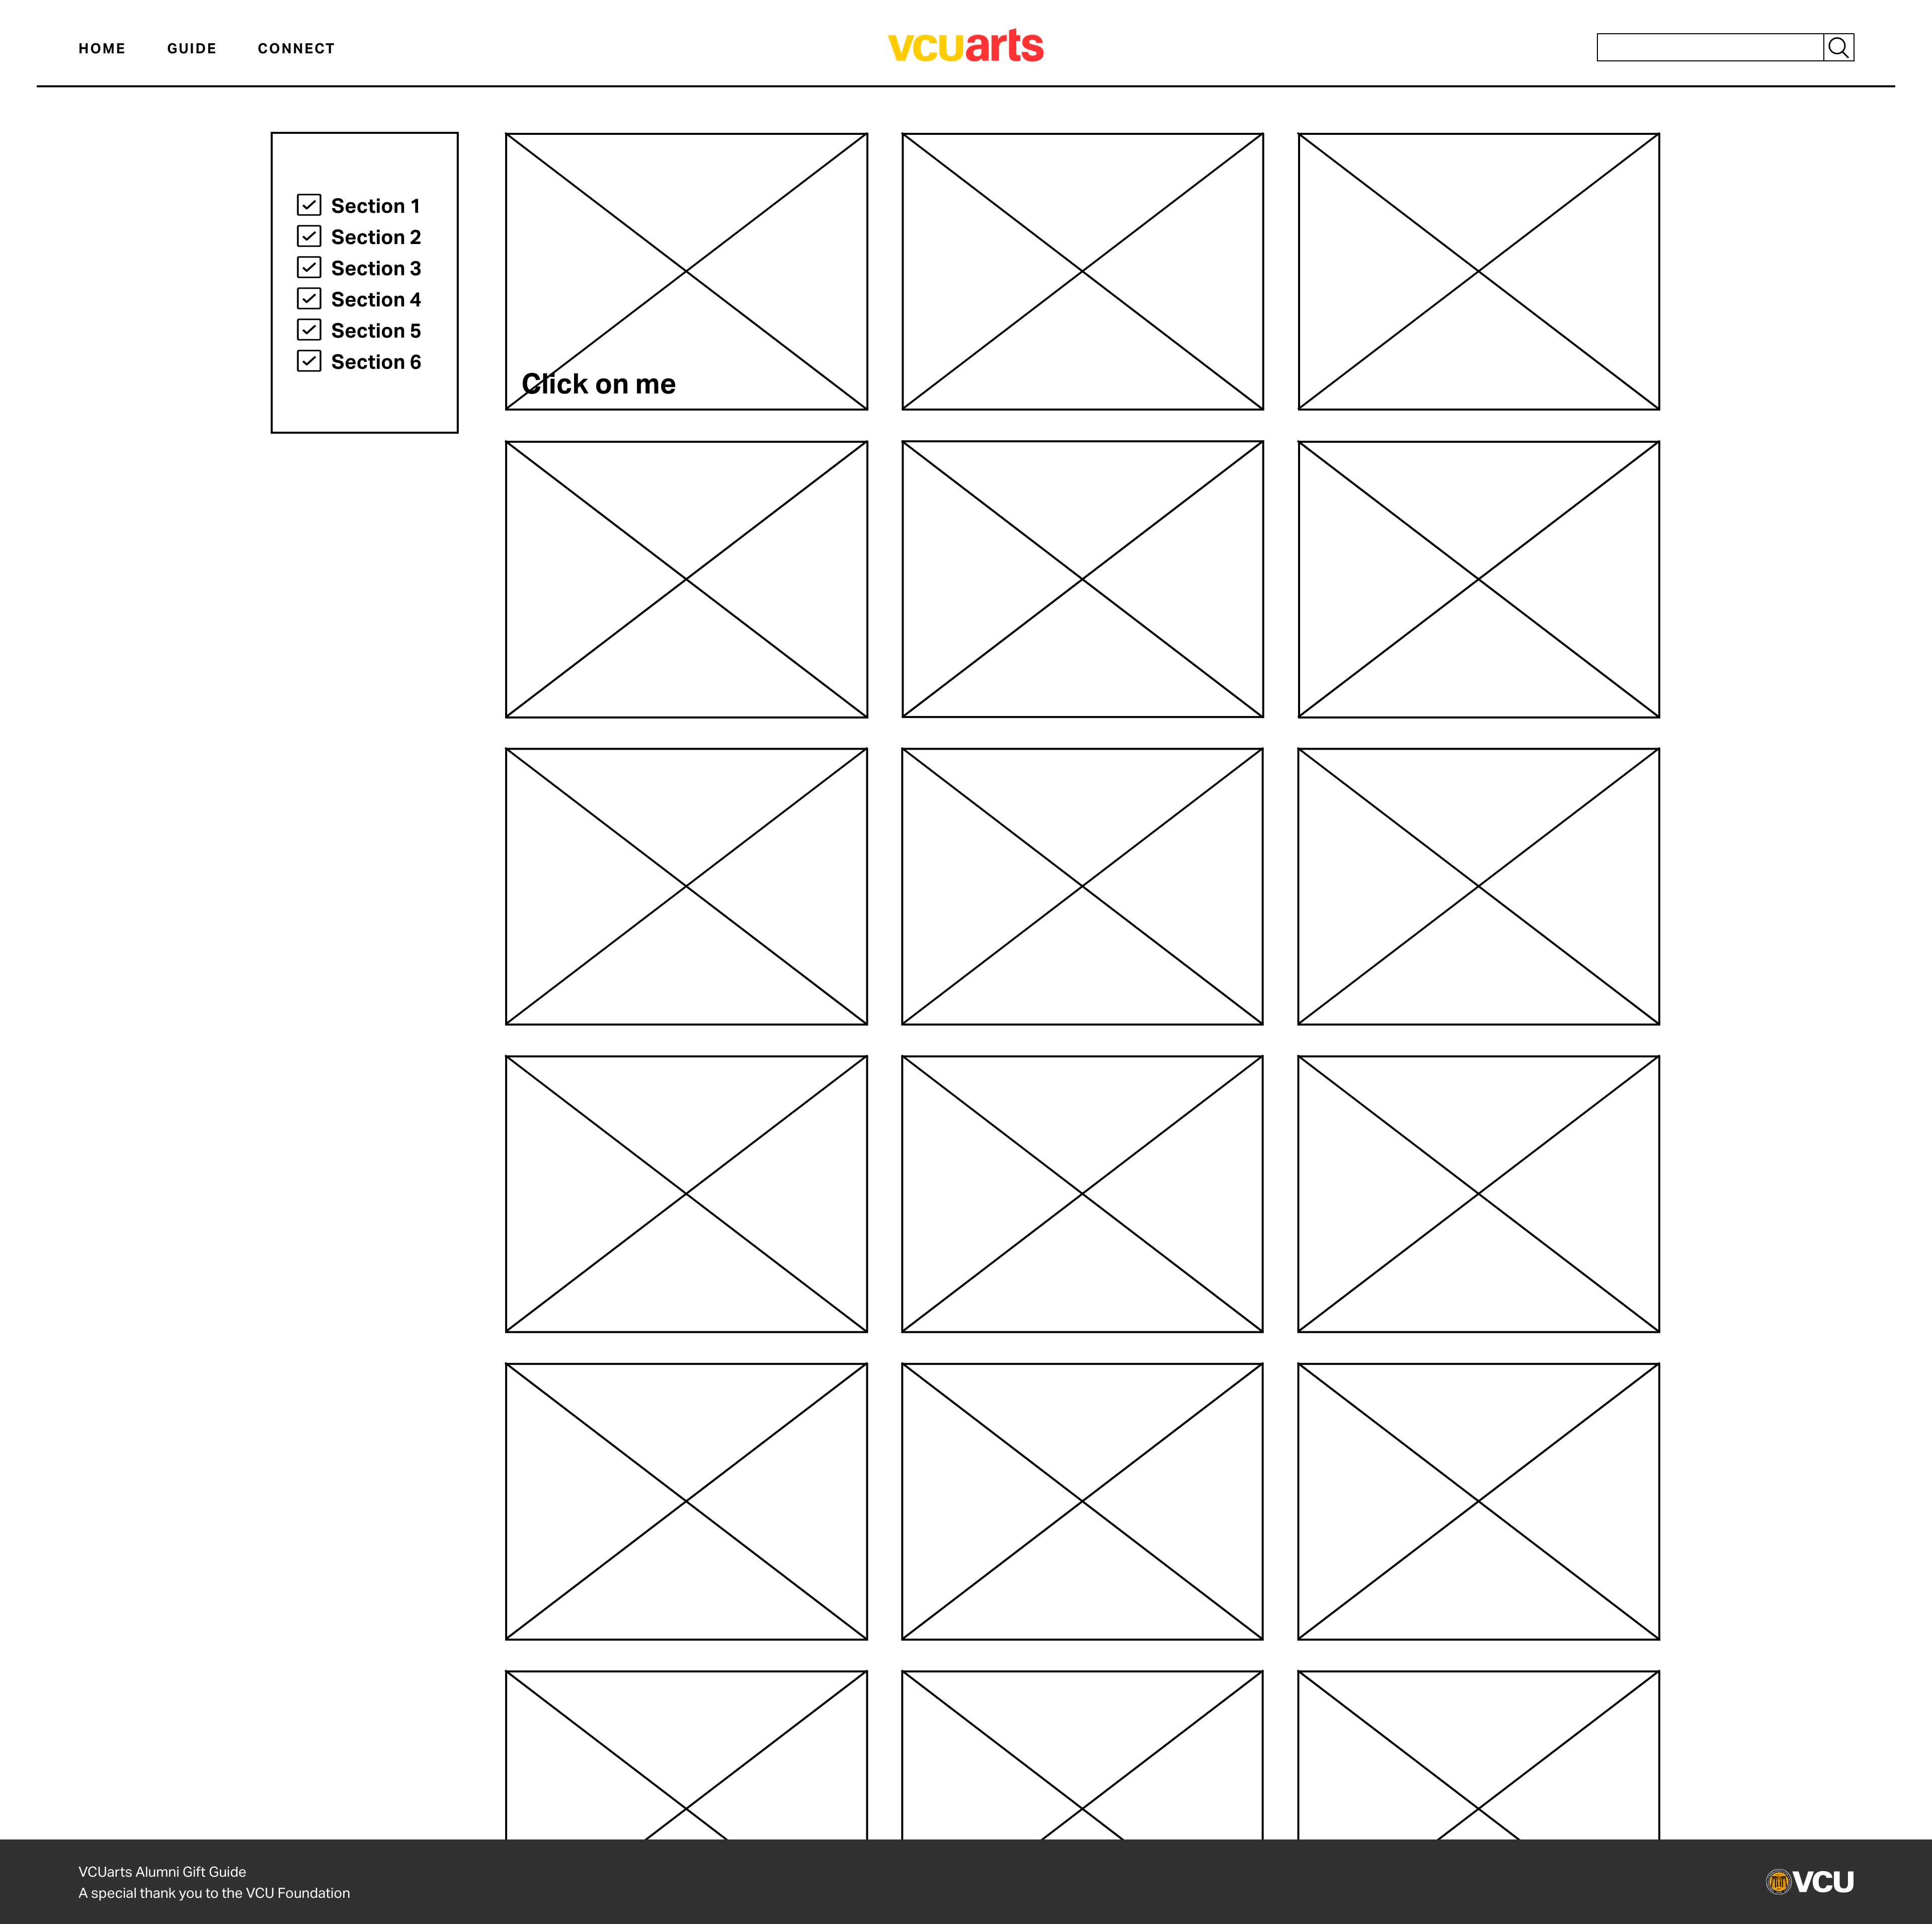 HOME GUIDE CONNECT
vcuarts
Section 1
Section 2
Section 3
Section 4
Section 5
Section 6
Click on me
VCUarts Alumni Gift Guide
A special thank you to the VCU Foundation
VCU